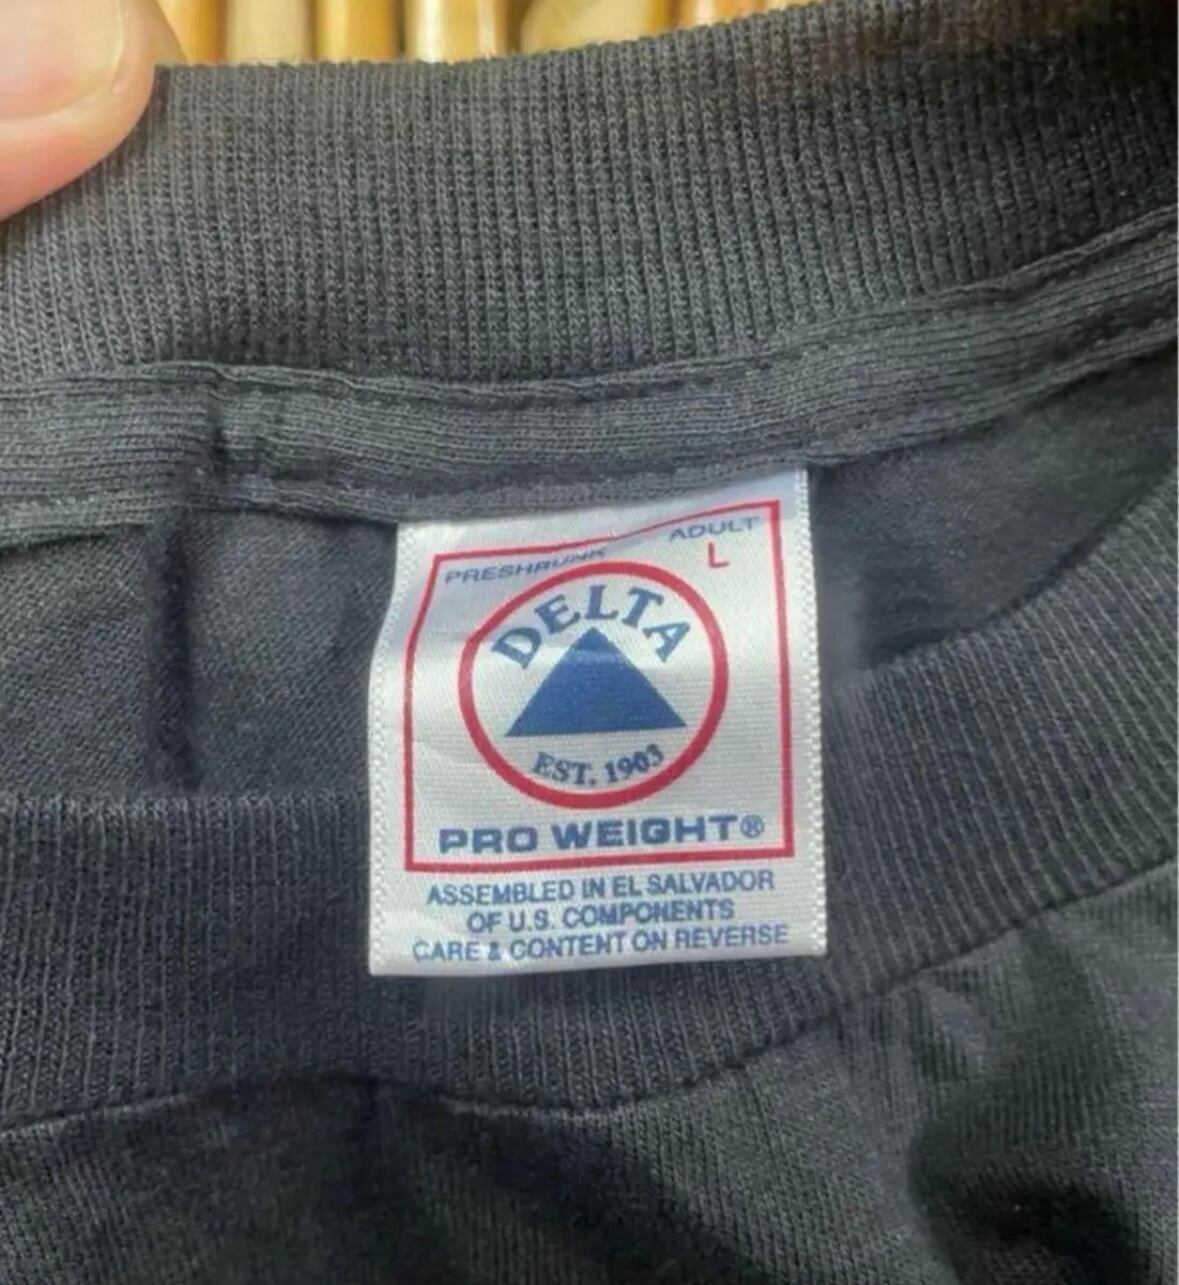 PRESHRUNK
ADULT
L
DELTA
EST. 1903
PRO WEIGHT®
ASSEMBLED IN EL SALVADOR
OF U.S. COMPONENTS
CARE & CONTENT ON REVERSE